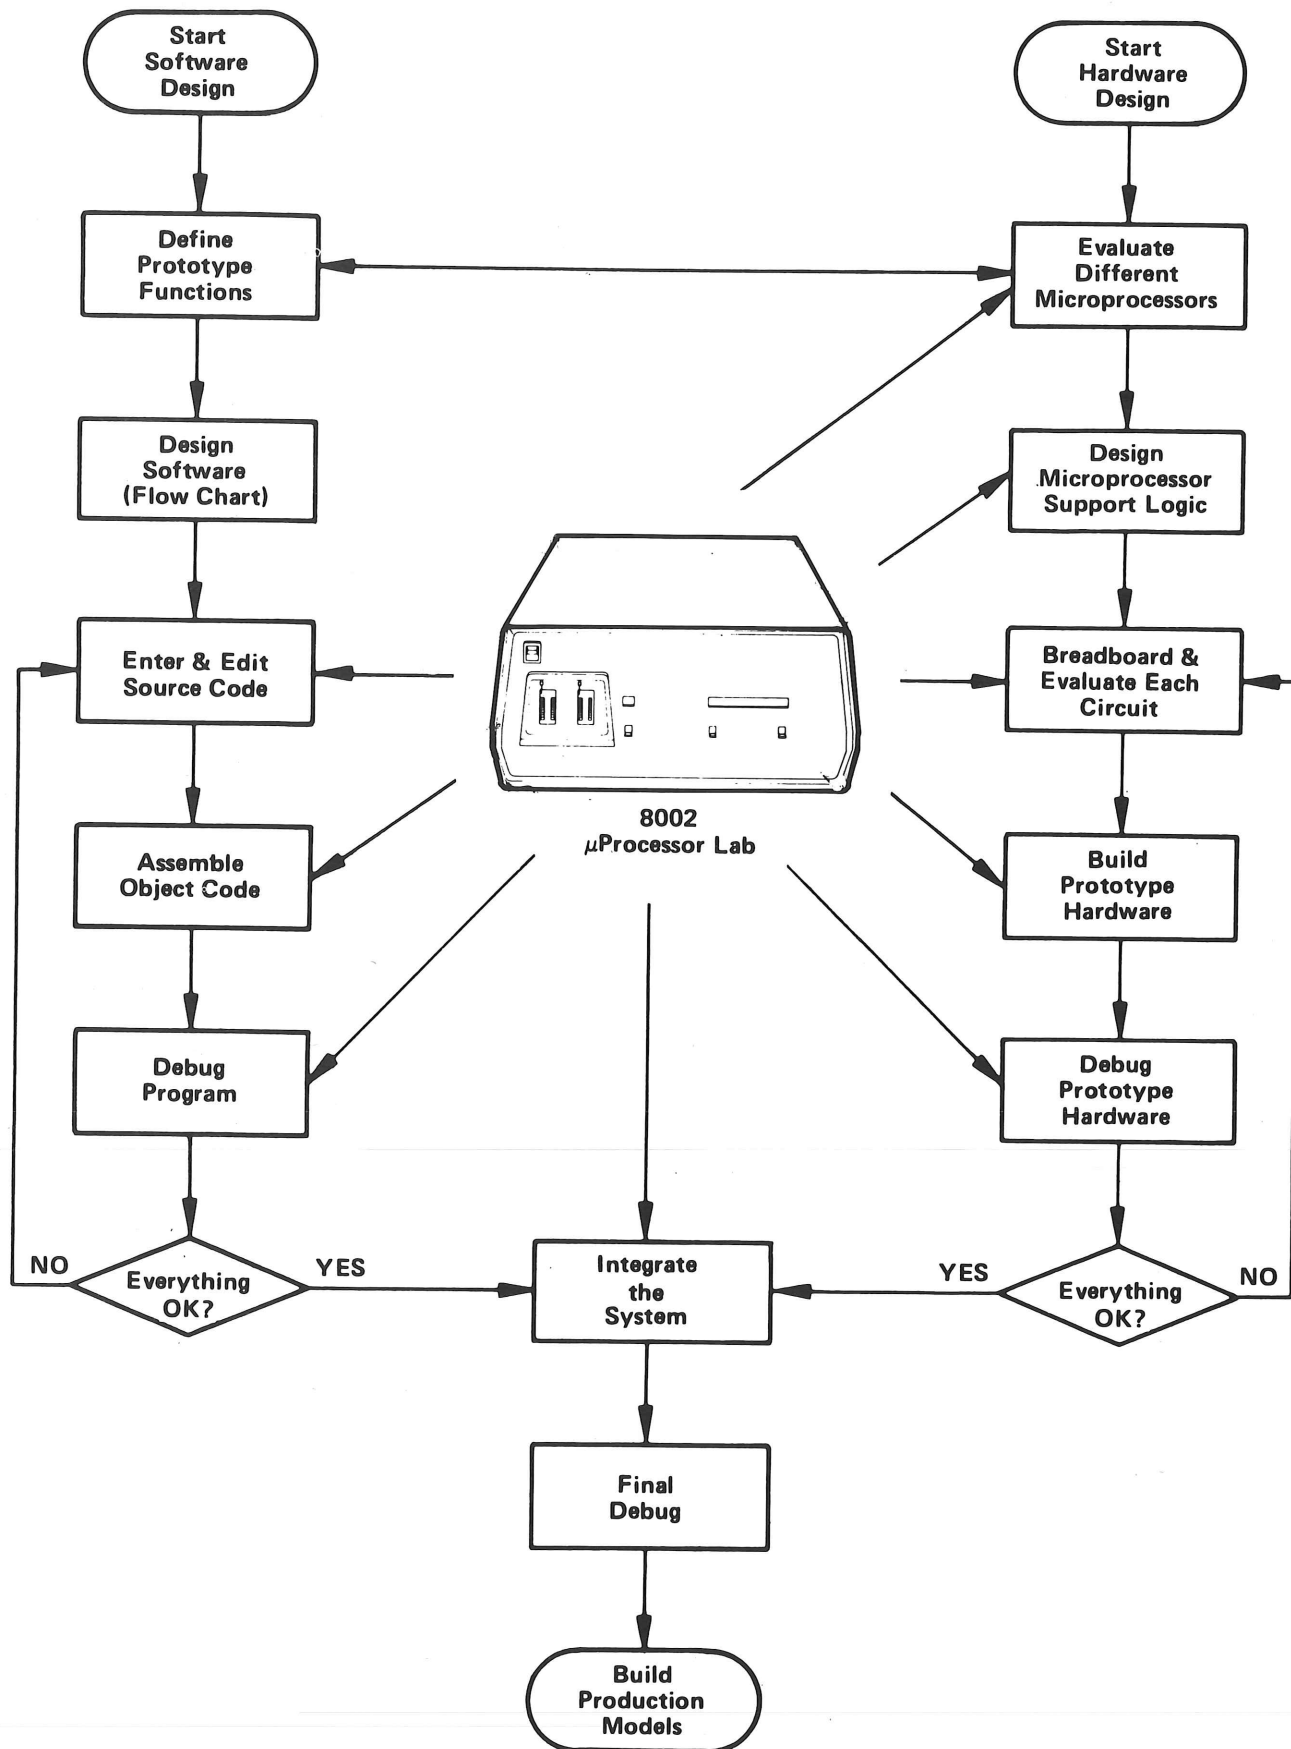 Start
Software
Design
Start
Hardware
Design
Define
Prototype
Functions
Evaluate
Different
Microprocessors
Design
Software
(Flow Chart)
Design
Microprocessor
Support Logic
Enter & Edit
Source Code
Breadboard &
Evaluate Each
Circuit
8002
µProcessor Lab
Assemble
Object Code
Build
Prototype
Hardware
Debug
Program
Debug
Prototype
Hardware
NO
Everything
OK?
YES
Integrate
the
System
YES
Everything
OK?
NO
Final
Debug
Build
Production
Models